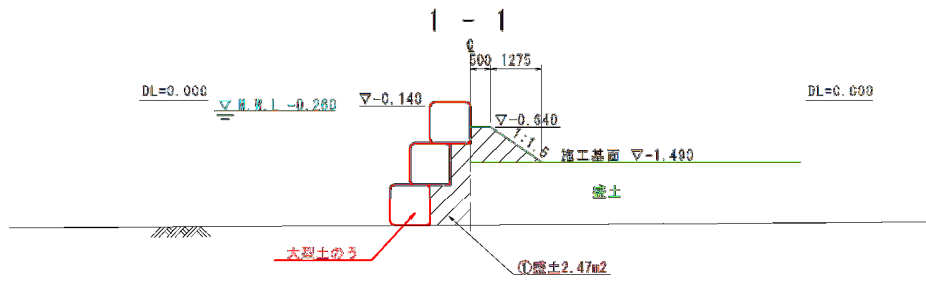 1 - 1
℄
500 1275
DL=0.000
▽ M.W.L -0.260
▽-0.140
DL=0.000
▽-0.640
1:1.5
施工基面 ▽-1.490
盛土
大型土のう
①盛土2.47m2